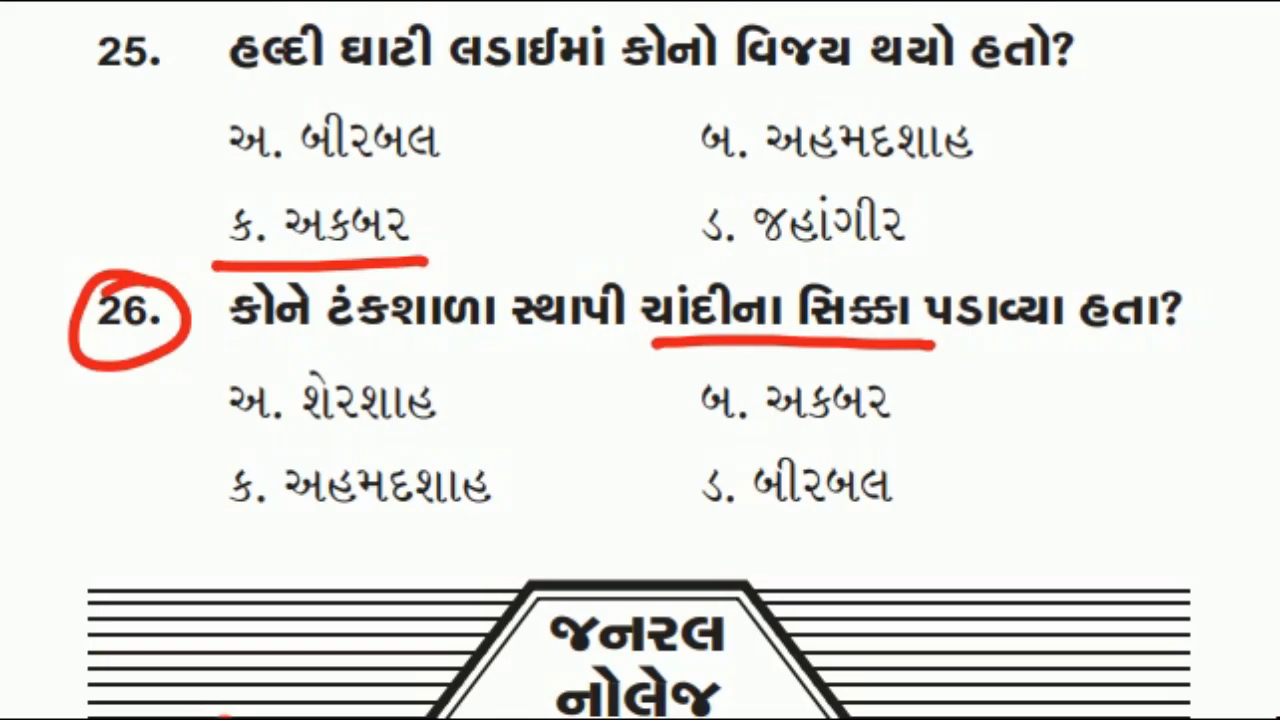 25. હલ્દી ઘાટી લડાઈમાં કોનો વિજય થયો હતો?
અ. બીરબલ બ. અહમદશાહ
ક. અકબર ડ. જહાંગીર
26. કોને ટંકશાળા સ્થાપી ચાંદીના સિક્કા પડાવ્યા હતા?
અ. શેરશાહ બ. અકબર
ક. અહમદશાહ ડ. બીરબલ
જનરલ
નોલેજ